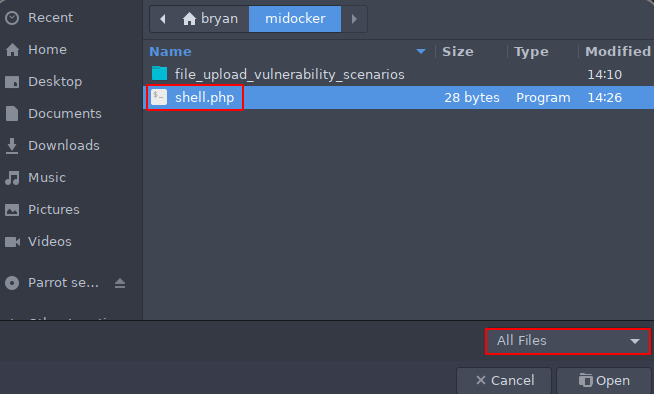 Recent
Home
Desktop
Documents
Downloads
Music
Pictures
Videos
Parrot se...
bryan midocker
Name Size Type Modified
file_upload_vulnerability_scenarios 14:10
shell.php 28 bytes Program 14:26
All Files
Cancel Open